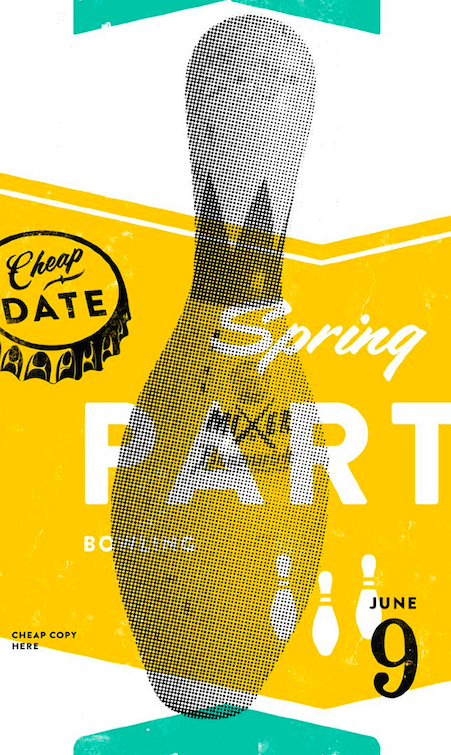 Cheap
DATE
Spring
PART
BOWLING
JUNE
9
CHEAP COPY
HERE